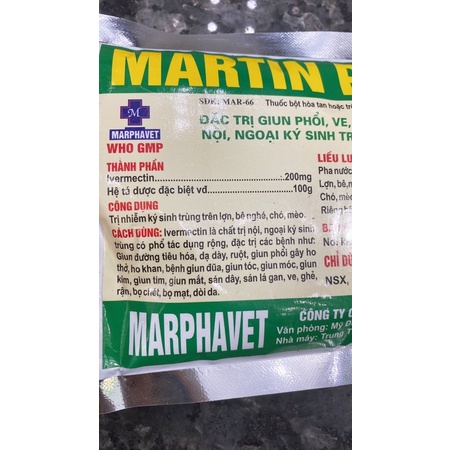 MARTIN
SĐK: MAR-66 Thuốc bột hòa tan hoặc
ĐẶC TRỊ GIUN PHỔI, VE,
NỘI, NGOẠI KÝ SINH
M
MARPHAVET
WHO GMP
THÀNH PHẦN
Ivermectin 200mg
Hệ tá dược đặc biệt vđ 100g
CÔNG DỤNG
Trị nhiễm ký sinh trùng trên lợn, bê nghé, chó, mèo.
CÁCH DÙNG: Ivermectin là chất trị nội, ngoại ký sinh
trùng có phổ tác dụng rộng, đặc trị các bệnh như:
Giun đường tiêu hóa, dạ dày, ruột, giun phổi gây ho
thở, ho khan, bệnh giun đũa, giun tóc, giun móc, giun
kim, giun tim, giun mắt, sán dây, sán lá gan, ve, ghẻ,
rận, bọ chét, bọ mạt, dòi da.
Pha nước
Lợn, bê,
Chó, mèo
NSX,
MARPHAVET
CÔNG TY
Văn phòng: Mỹ
Nhà máy: Trung